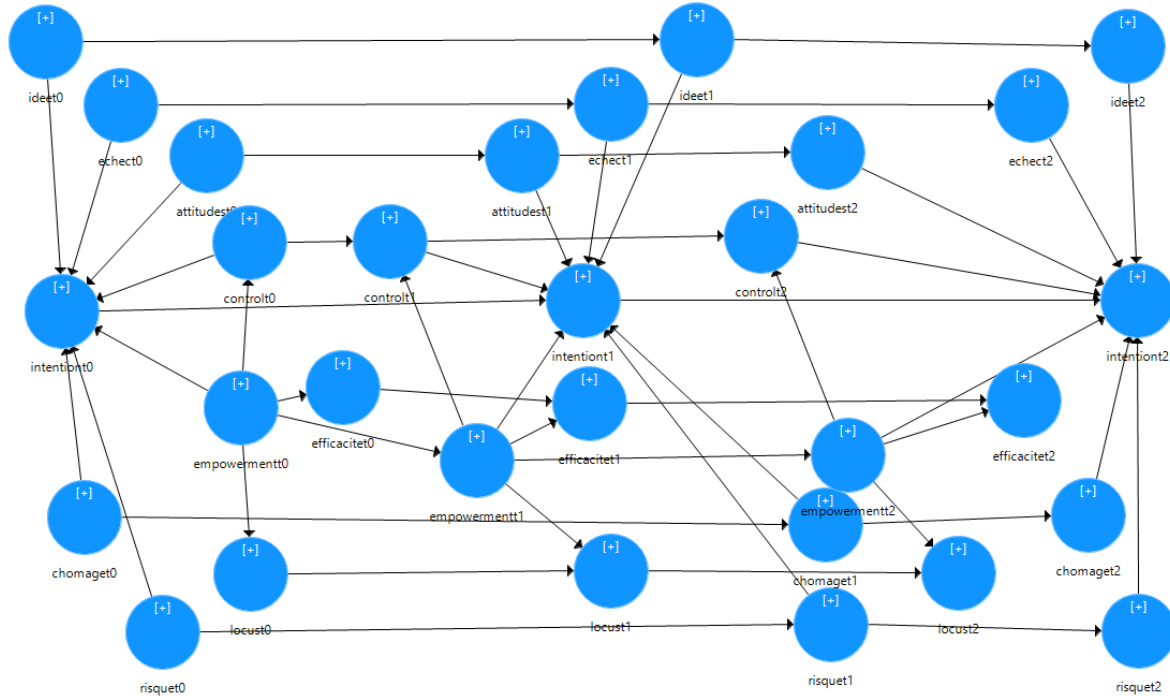 [+]
[+]
[+]
ideet0
ideet1
ideet2
[+]
[+]
[+]
echect0
echect1
echect2
[+]
[+]
[+]
attitudest0
attitudest1
attitudest2
[+]
[+]
[+]
controlt0
controlt1
controlt2
[+]
[+]
[+]
intentiont0
intentiont1
intentiont2
[+]
[+]
[+]
efficacitet0
efficacitet1
efficacitet2
[+]
[+]
[+]
empowermentt0
empowermentt1
empowermentt2
[+]
[+]
[+]
chomaget0
chomaget1
chomaget2
[+]
[+]
[+]
locust0
locust1
locust2
[+]
[+]
[+]
risquet0
risquet1
risquet2